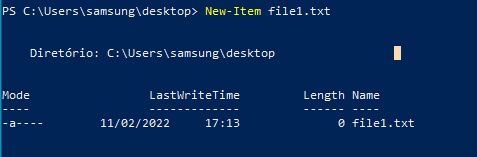 PS C:\Users\samsung\desktop> New-Item file1.txt
Diretório: C:\Users\samsung\desktop
Mode LastWriteTime Length Name
---- ------------- ------ ----
-a---- 11/02/2022 17:13 0 file1.txt